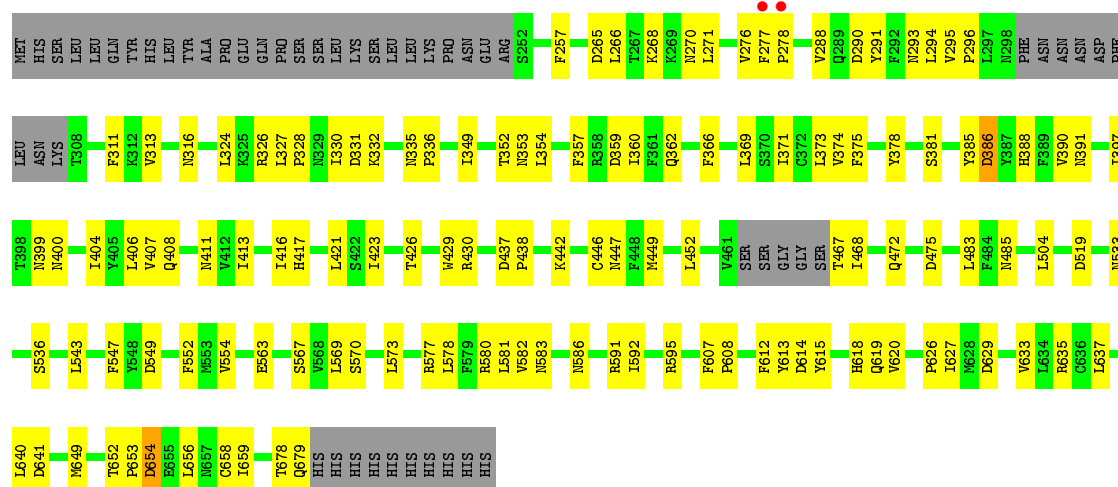 MET HIS SER LEU LEU GLN TYR HIS LEU TYR ALA PRO GLU GLN PRO SER SER LEU LYS SER LEU LEU LYS PRO ASN GLU ARG S252 F257 D265 L266 T267 K268 K269 N270 L271 V276 F277 P278 V288 Q289 D290 Y291 F292 N293 L294 V295 P296 L297 N298 PHE ASN ASN ASN ASP PHE
LEU ASN LYS T308 F311 K312 V313 N316 L324 K325 R326 L327 P328 N329 I330 D331 K332 N335 P336 I349 T352 N353 L354 F357 R358 D359 I360 F361 Q362 F366 L369 S370 I371 C372 L373 V374 F375 Y378 S381 Y385 D386 Y387 H388 F389 V390 N391 I397
T398 N399 N400 I404 Y405 L406 V407 Q408 N411 V412 I413 I416 H417 L421 S422 I423 T426 W429 R430 D437 P438 K442 C446 N447 F448 M449 L452 V461 SER SER GLY GLY SER T467 I468 Q472 D475 L483 F484 N485 L504 D519 N533
S536 L543 F547 Y548 D549 F552 M553 V554 E563 S567 V568 L569 S570 L573 R577 L578 F579 R580 L581 V582 N583 N586 R591 I592 R595 F607 P608 F612 Y613 D614 Y615 H618 Q619 V620 P626 I627 M628 D629 V633 L634 R635 C636 L637
L640 D641 M649 T652 P653 D654 E655 L656 N657 C658 I659 T678 Q679 HIS HIS HIS HIS HIS HIS HIS HIS HIS HIS